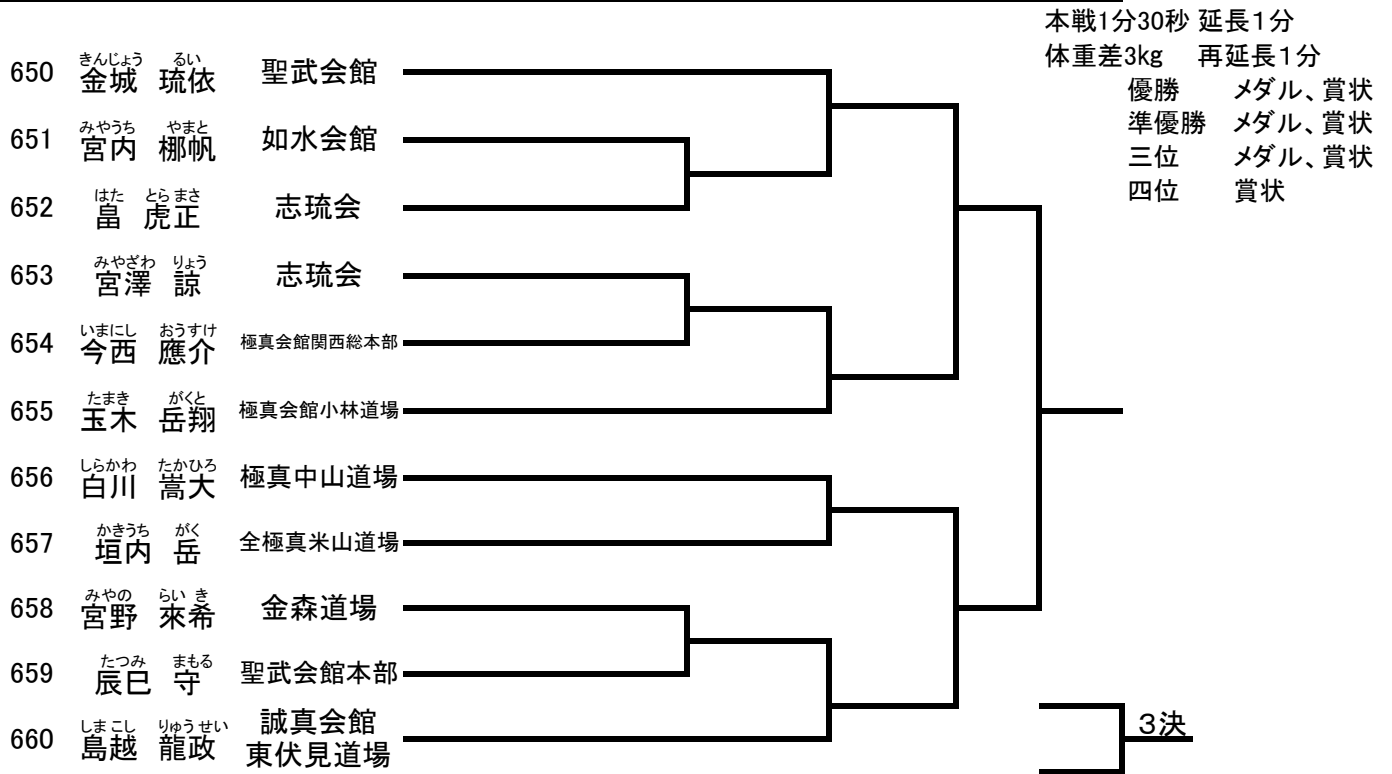 本戦1分30秒 延長1分
体重差3kg 再延長1分
優勝 メダル、賞状
準優勝 メダル、賞状
三位 メダル、賞状
四位 賞状
きんじょう るい
650 金城 琉依 聖武会館
みやうち やまと
651 宮内 梛帆 如水会館
はた とらまさ
652 畠 虎正 志琉会
みやざわ りょう
653 宮澤 諒 志琉会
いまにし おうすけ
654 今西 應介 極真会館関西総本部
たまき がくと
655 玉木 岳翔 極真会館小林道場
しらかわ たかひろ
656 白川 嵩大 極真中山道場
かきうち がく
657 垣内 岳 全極真米山道場
みやの らいき
658 宮野 來希 金森道場
たつみ まもる
659 辰巳 守 聖武会館本部
しまこし りゅうせい
660 島越 龍政 誠真会館
東伏見道場
3決